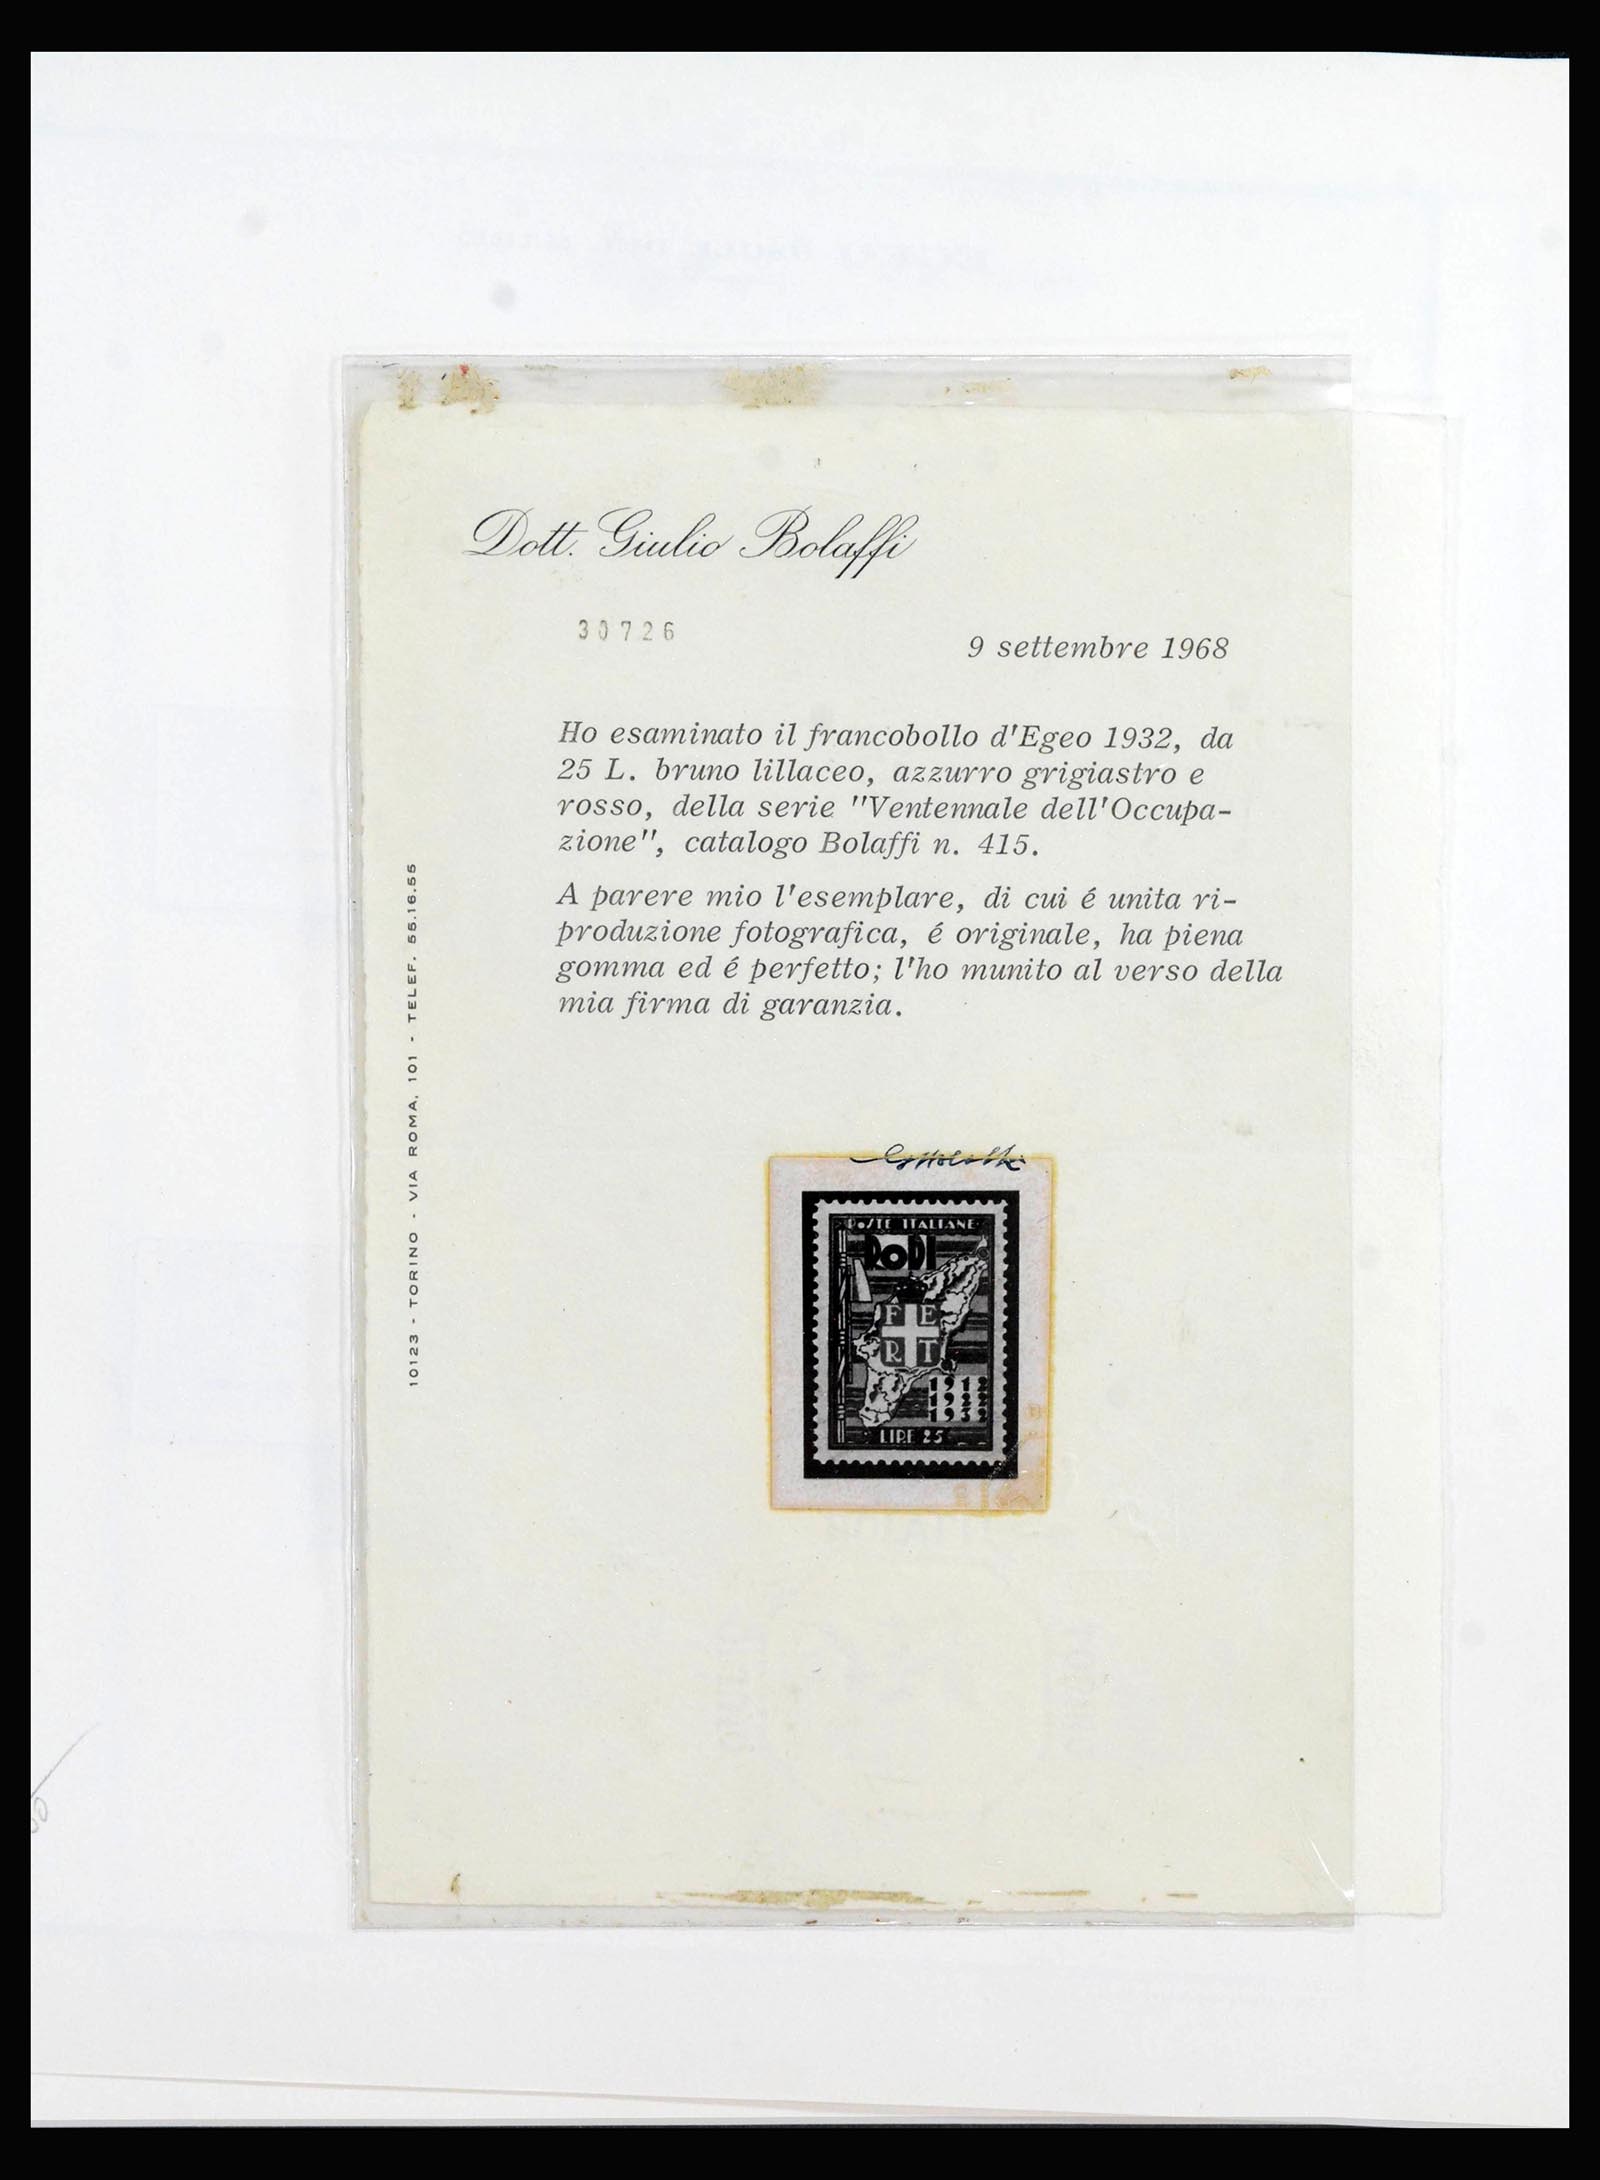 Dott. Giulio Bolaffi
30726
9 settembre 1968
Ho esaminato il francobollo d'Egeo 1932, da
25 L. bruno lillaceo, azzurro grigiastro e
rosso, della serie "Ventennale dell'Occupa-
zione", catalogo Bolaffi n. 415.
A parere mio l'esemplare, di cui é unita ri-
produzione fotografica, é originale, ha piena
gomma ed é perfetto; l'ho munito al verso della
mia firma di garanzia.
10123 - TORINO - VIA ROMA, 101 - TELEF. 55.16.55
POSTE ITALIANE
RODI
F E
R T
1912
1922
1932
LIRE 25